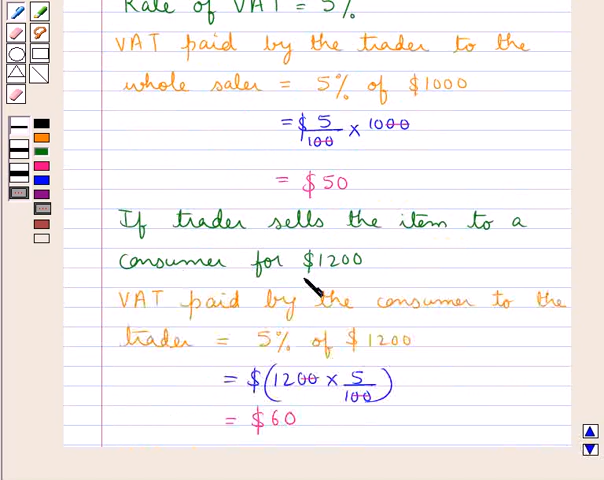 Rate of VAT = 5%
VAT paid by the trader to the
whole saler = 5% of $1000
= $ 5/100 × 1000
= $50
If trader sells the item to a
consumer for $1200
VAT paid by the consumer to the
trader = 5% of $1200
= $(1200 × 5/100)
= $60